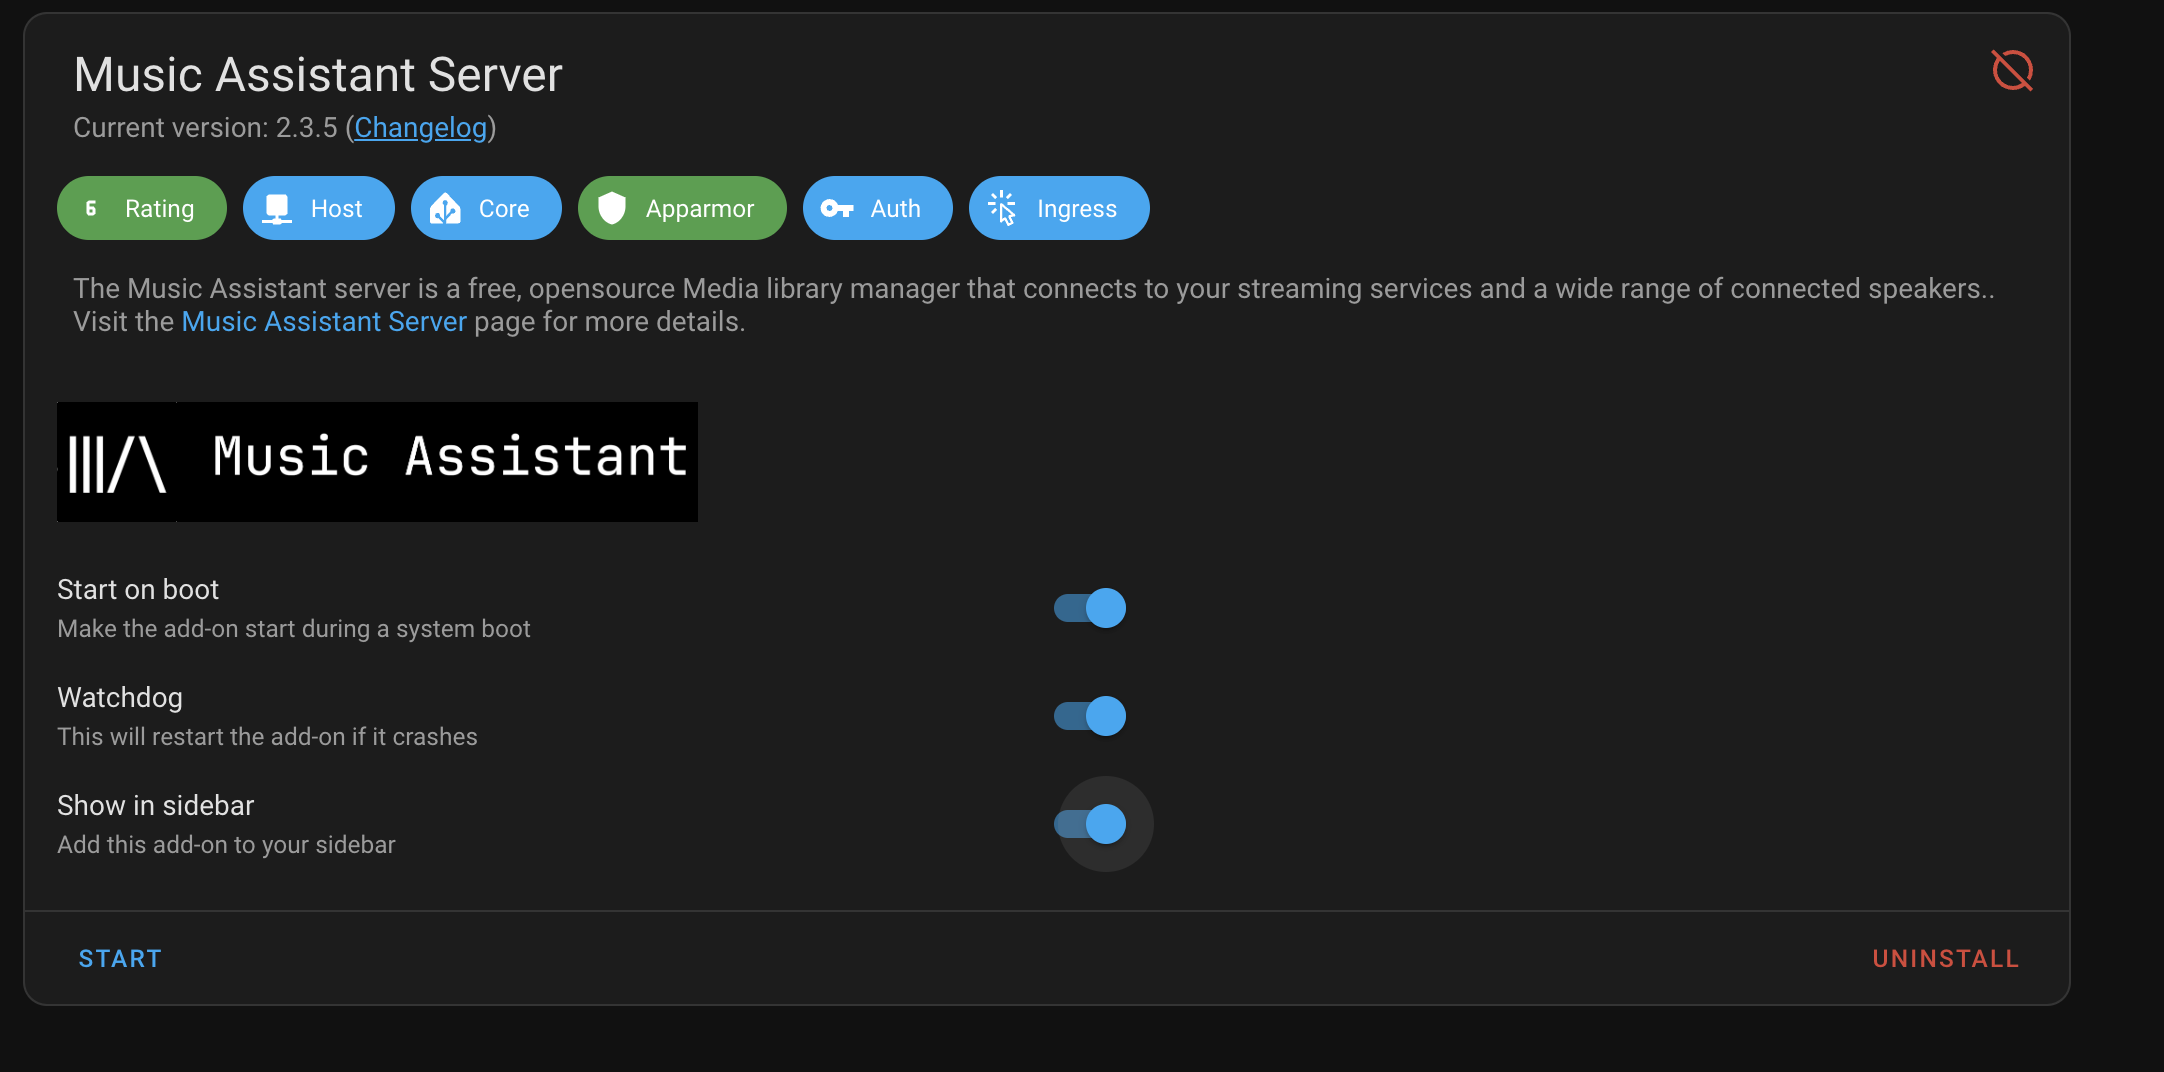 Music Assistant Server
Current version: 2.3.5 (Changelog)
6 Rating Host Core Apparmor Auth Ingress
The Music Assistant server is a free, opensource Media library manager that connects to your streaming services and a wide range of connected speakers..
Visit the Music Assistant Server page for more details.
Music Assistant
Start on boot
Make the add-on start during a system boot
Watchdog
This will restart the add-on if it crashes
Show in sidebar
Add this add-on to your sidebar
START UNINSTALL